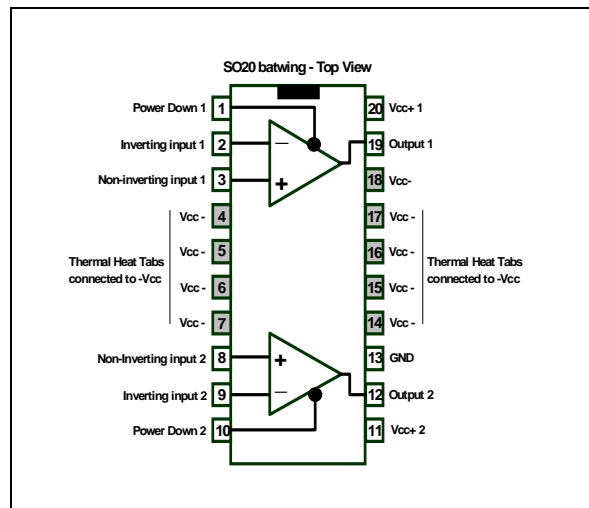 SO20 batwing - Top View
Power Down 1 1 20 Vcc+ 1
Inverting input 1 2 19 Output 1
Non-inverting input 1 3 18 Vcc-
Vcc - 4 17 Vcc -
Vcc - 5 16 Vcc -
Thermal Heat Tabs
connected to -Vcc
Thermal Heat Tabs
connected to -Vcc
Vcc - 6 15 Vcc -
Vcc - 7 14 Vcc -
Non-Inverting input 2 8 13 GND
Inverting input 2 9 12 Output 2
Power Down 2 10 11 Vcc+ 2
− +
+ −